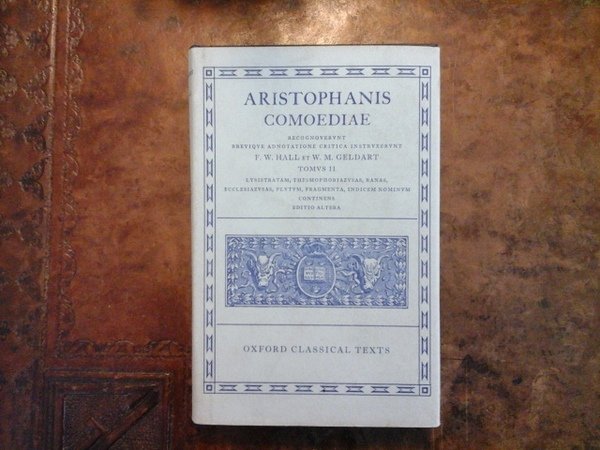 ARISTOPHANIS
COMOEDIAE
RECOGNOVERVNT
BREVIQVE ADNOTATIONE CRITICA INSTRVXERVNT
F. W. HALL ET W. M. GELDART
TOMVS II
LYSISTRATAM, THESMOPHORIAZVSAS, RANAS,
ECCLESIAZVSAS, PLVTVM, FRAGMENTA, INDICEM NOMINVM
CONTINENS
EDITIO ALTERA
OXFORD CLASSICAL TEXTS